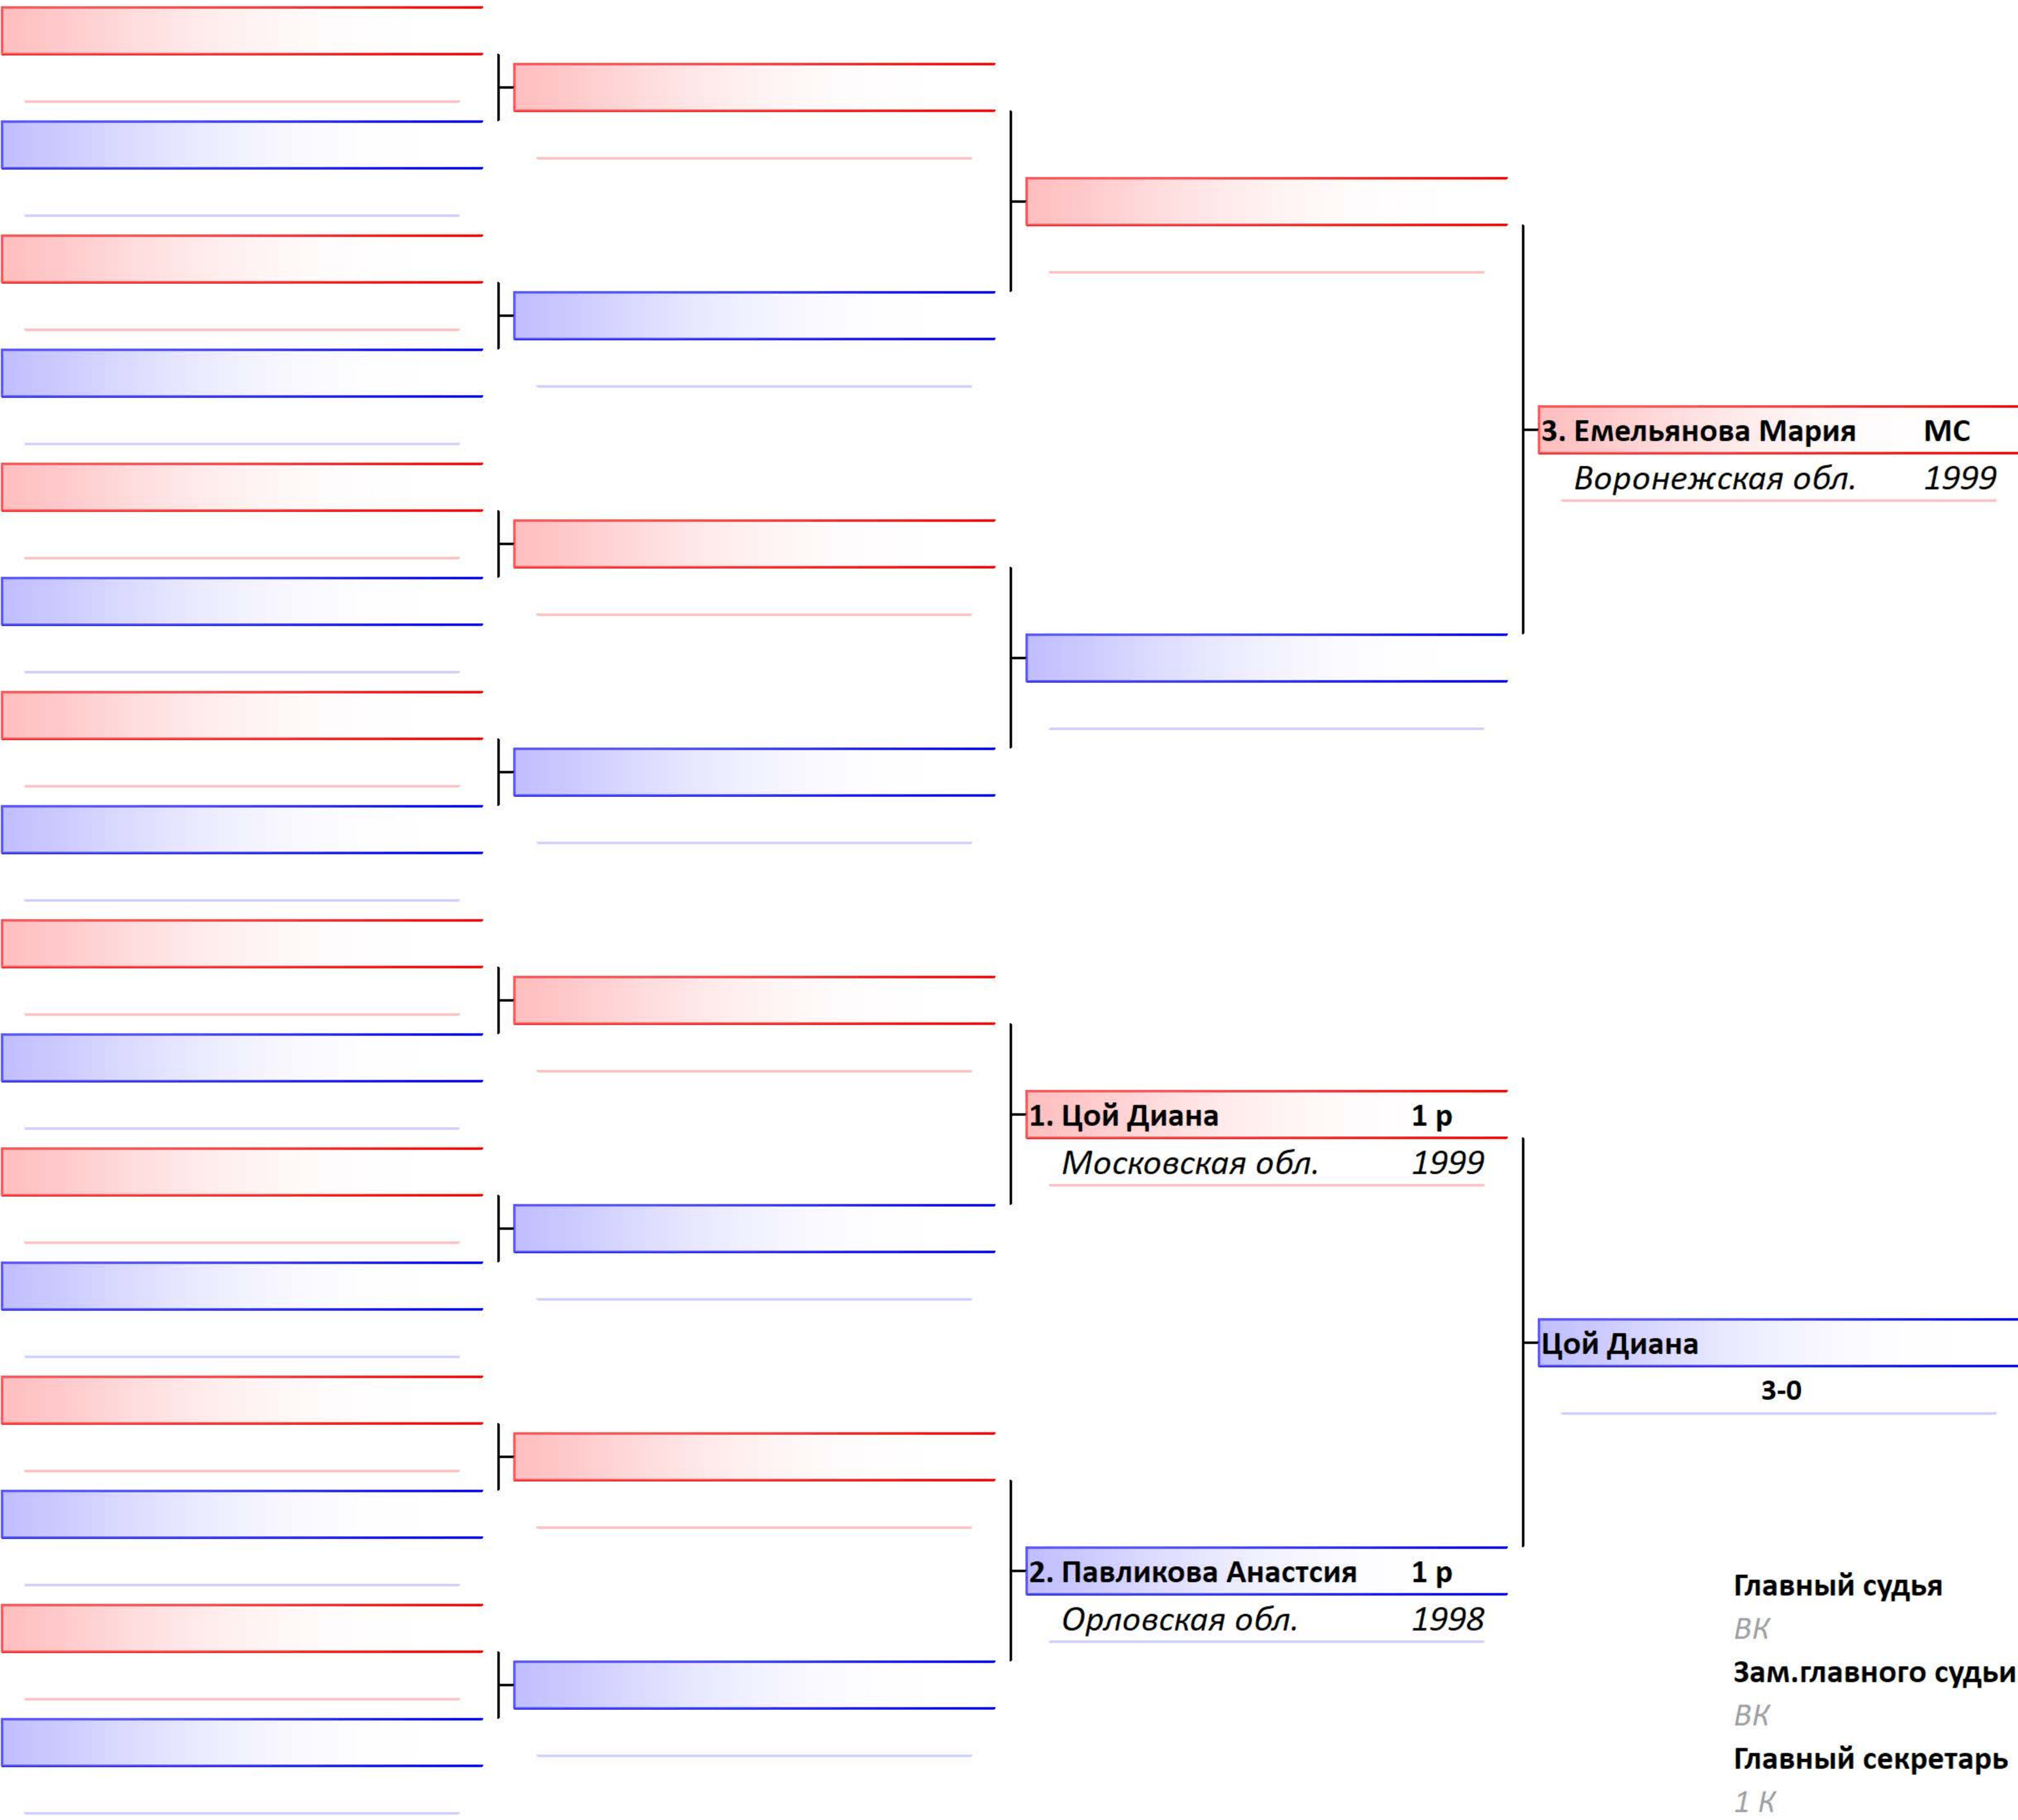 3. Емельянова Мария МС
Воронежская обл. 1999
1. Цой Диана 1 р
Московская обл. 1999
Цой Диана
3-0
2. Павликова Анастсия 1 р
Орловская обл. 1998
Главный судья
ВК
Зам.главного судьи
ВК
Главный секретарь
1 К